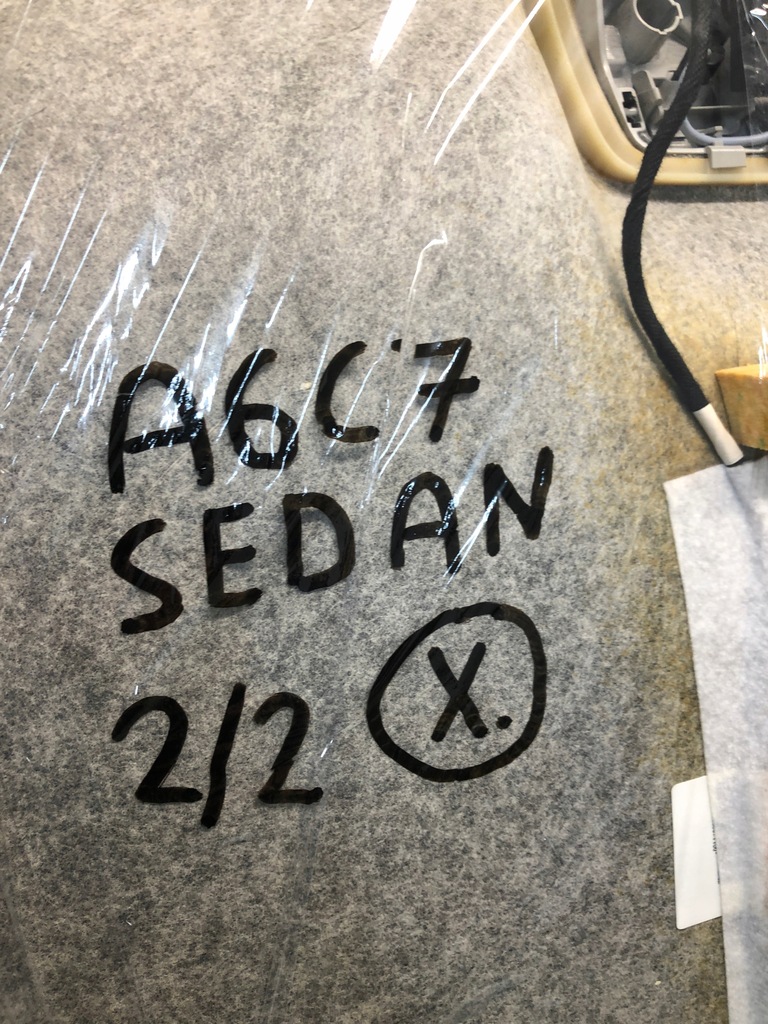 A6C7
SEDAN
2/2 X.